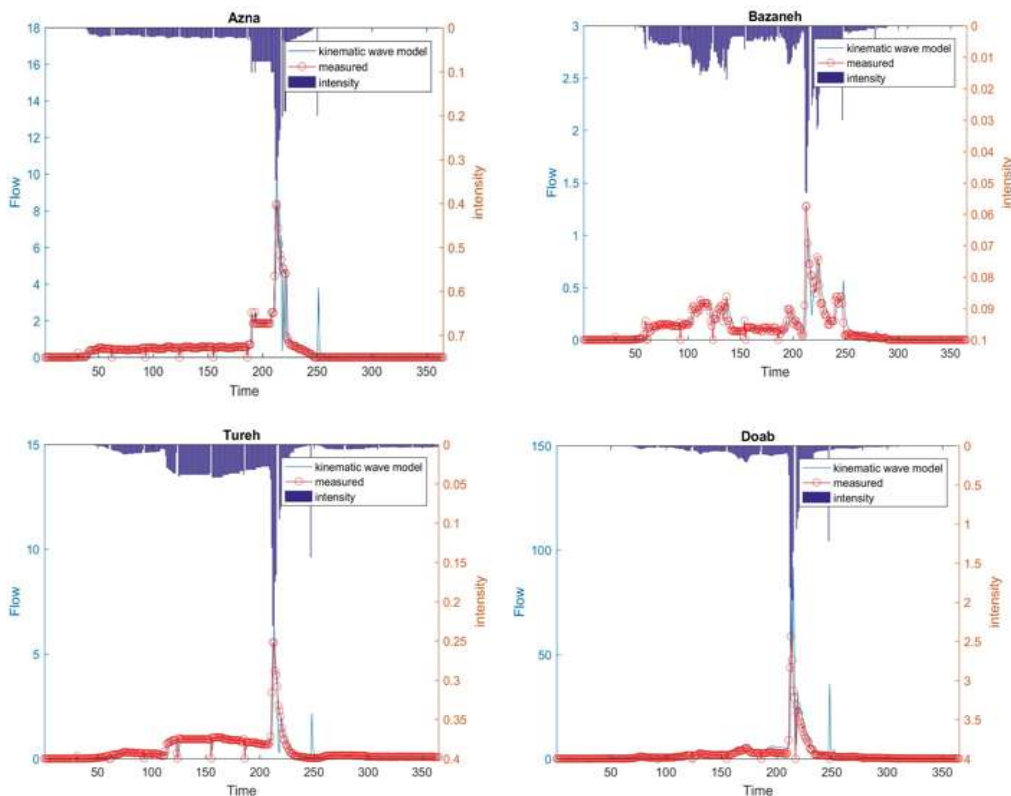 Azna
18 0
16 0.1
14 0.2
12 0.3
10 0.4
8 0.5
6 0.6
4 0.7
2
0
kinematic wave model
measured
intensity
Flow
intensity
50 100 150 200 250 300 350
Time
Bazaneh
3 0
2.5 0.01
2 0.02
1.5 0.03
1 0.04
0.5 0.05
0 0.06
0.07
0.08
0.09
0.1
kinematic wave model
measured
intensity
Flow
intensity
50 100 150 200 250 300 350
Time
Tureh
15 0
10 0.05
5 0.1
0 0.15
0.2
0.25
0.3
0.35
0.4
kinematic wave model
measured
intensity
Flow
intensity
50 100 150 200 250 300 350
Time
Doab
150 0
100 0.5
50 1
0 1.5
2
2.5
3
3.5
4
kinematic wave model
measured
intensity
Flow
intensity
50 100 150 200 250 300 350
Time